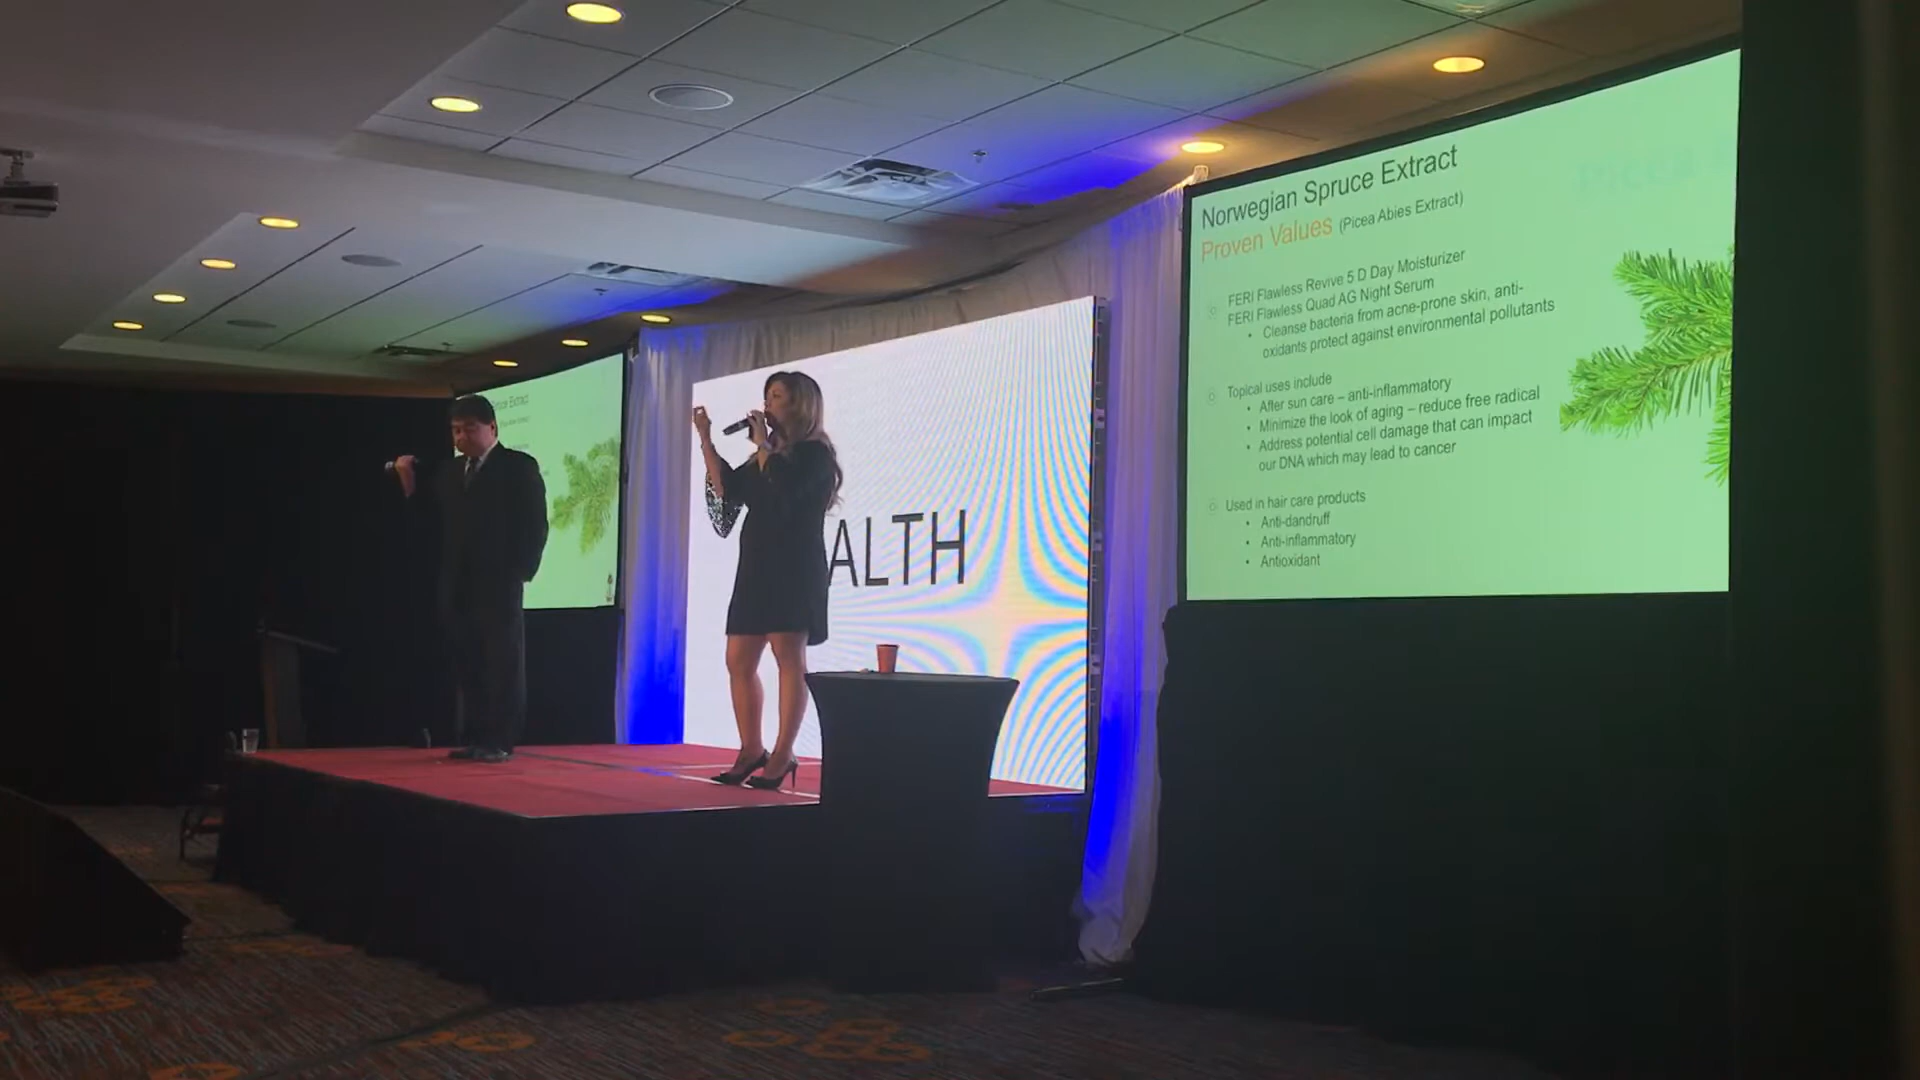 Spruce Extract
ALTH
Norwegian Spruce Extract
Proven Values (Picea Abies Extract)
FERI Flawless Revive 5 D Day Moisturizer
FERI Flawless Quad AG Night Serum
• Cleanse bacteria from acne-prone skin, anti-
oxidants protect against environmental pollutants
Topical uses include
• After sun care – anti-inflammatory
• Minimize the look of aging – reduce free radical
• Address potential cell damage that can impact
our DNA which may lead to cancer
Used in hair care products
• Anti-dandruff
• Anti-inflammatory
• Antioxidant